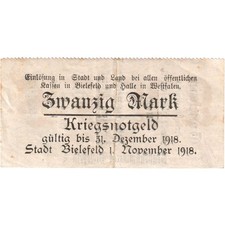 Einlösung in Stadt und Land bei allen öffentlichen
Kassen in Bielefeld und Halle in Westfalen.
Zwanzig Mark
Kriegsnotgeld
gültig bis 31. Dezember 1918.
Stadt Bielefeld 1. November 1918.